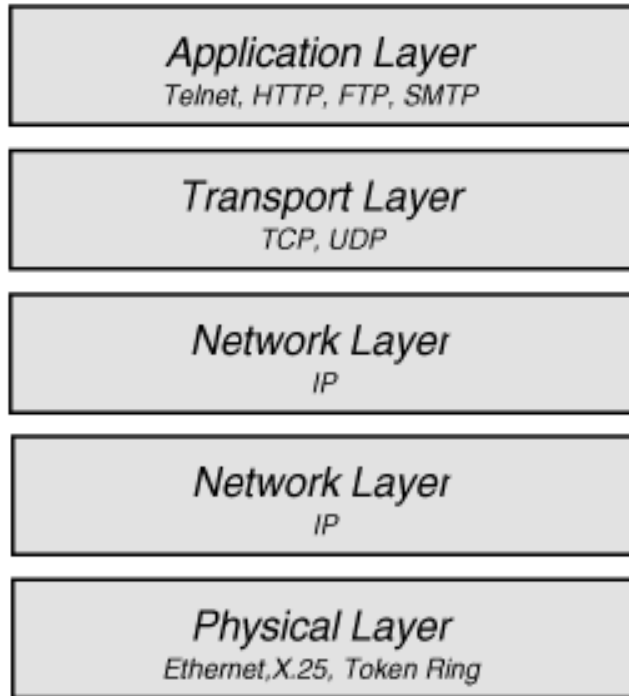 Application Layer
Telnet, HTTP, FTP, SMTP
Transport Layer
TCP, UDP
Network Layer
IP
Network Layer
IP
Physical Layer
Ethernet,X.25, Token Ring